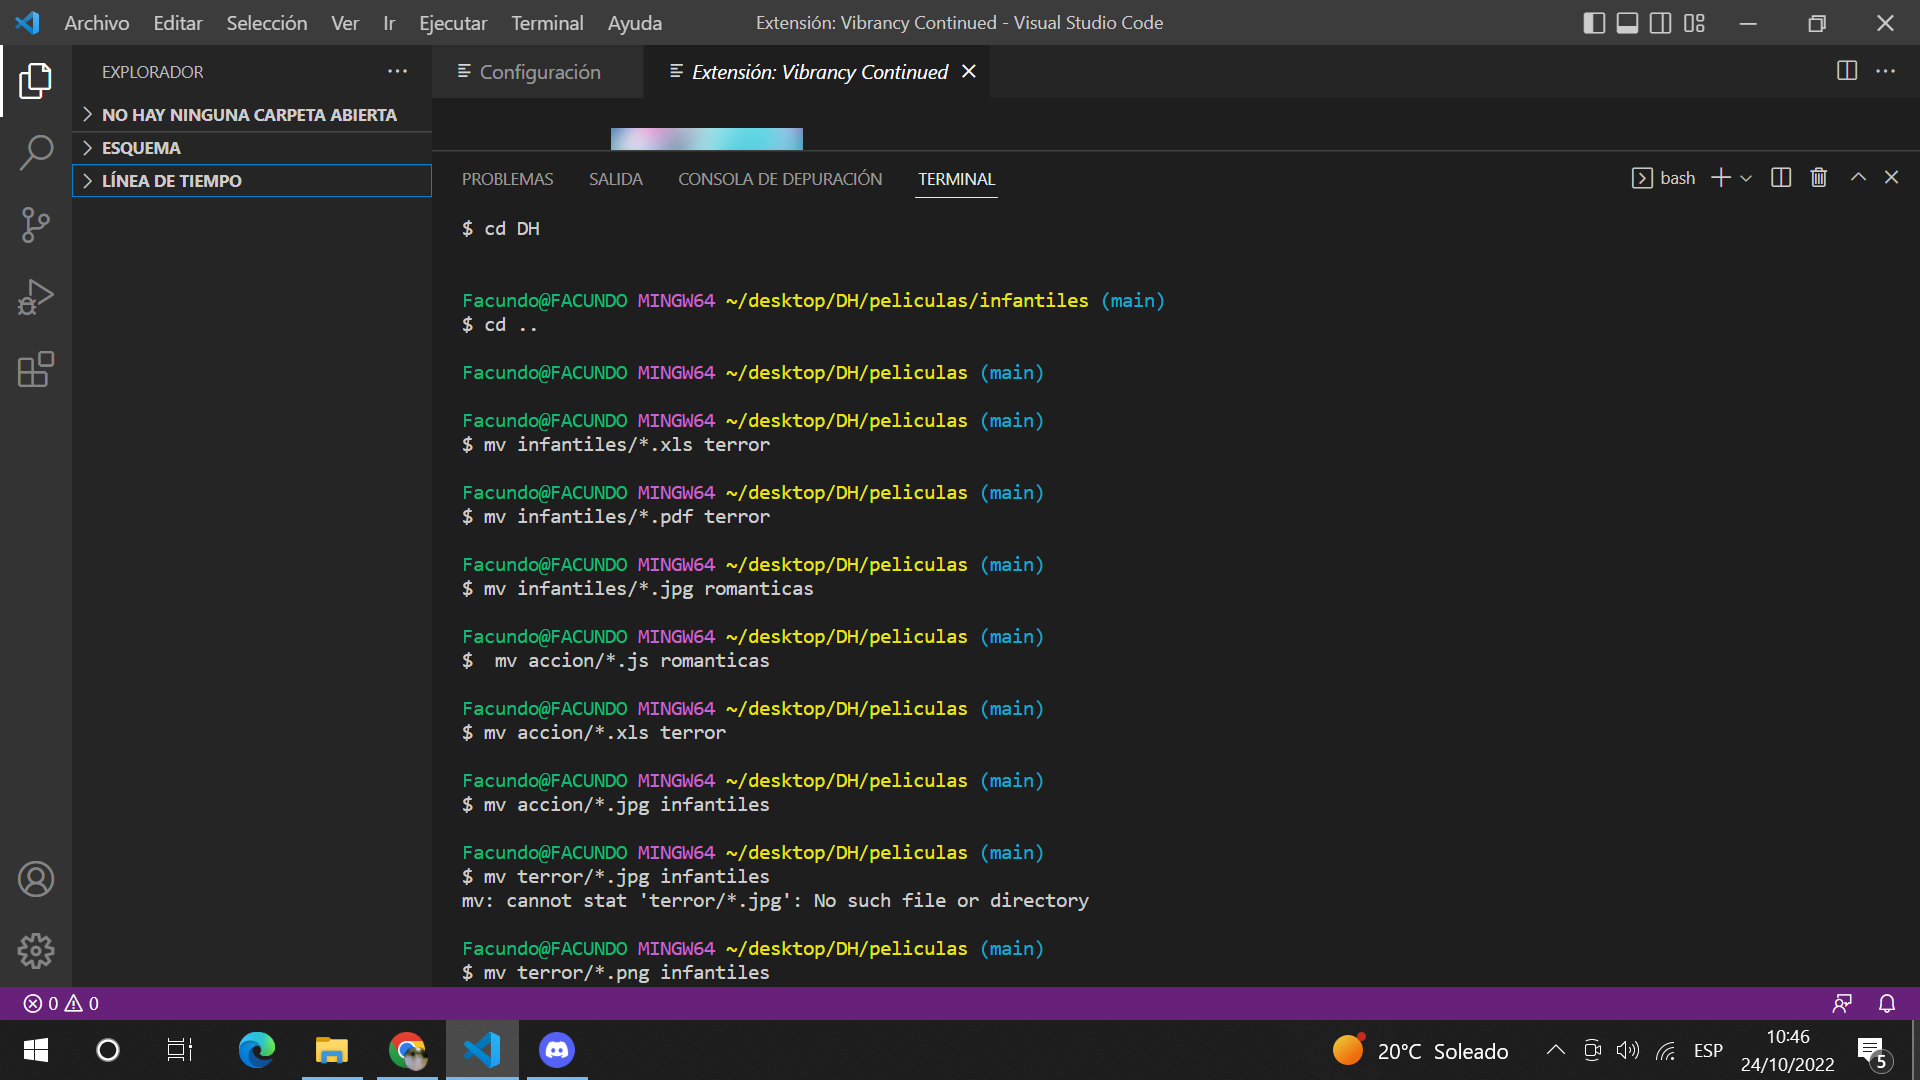 Archivo Editar Selección Ver Ir Ejecutar Terminal Ayuda Extensión: Vibrancy Continued - Visual Studio Code
EXPLORADOR
Configuración Extensión: Vibrancy Continued
NO HAY NINGUNA CARPETA ABIERTA
ESQUEMA
LÍNEA DE TIEMPO
PROBLEMAS SALIDA CONSOLA DE DEPURACIÓN TERMINAL bash
$ cd DH
Facundo@FACUNDO MINGW64 ~/desktop/DH/peliculas/infantiles (main)
$ cd ..
Facundo@FACUNDO MINGW64 ~/desktop/DH/peliculas (main)
Facundo@FACUNDO MINGW64 ~/desktop/DH/peliculas (main)
$ mv infantiles/*.xls terror
Facundo@FACUNDO MINGW64 ~/desktop/DH/peliculas (main)
$ mv infantiles/*.pdf terror
Facundo@FACUNDO MINGW64 ~/desktop/DH/peliculas (main)
$ mv infantiles/*.jpg romanticas
Facundo@FACUNDO MINGW64 ~/desktop/DH/peliculas (main)
$  mv accion/*.js romanticas
Facundo@FACUNDO MINGW64 ~/desktop/DH/peliculas (main)
$ mv accion/*.xls terror
Facundo@FACUNDO MINGW64 ~/desktop/DH/peliculas (main)
$ mv accion/*.jpg infantiles
Facundo@FACUNDO MINGW64 ~/desktop/DH/peliculas (main)
$ mv terror/*.jpg infantiles
mv: cannot stat 'terror/*.jpg': No such file or directory
Facundo@FACUNDO MINGW64 ~/desktop/DH/peliculas (main)
$ mv terror/*.png infantiles
0 0
20°C Soleado ESP 10:46
24/10/2022 5